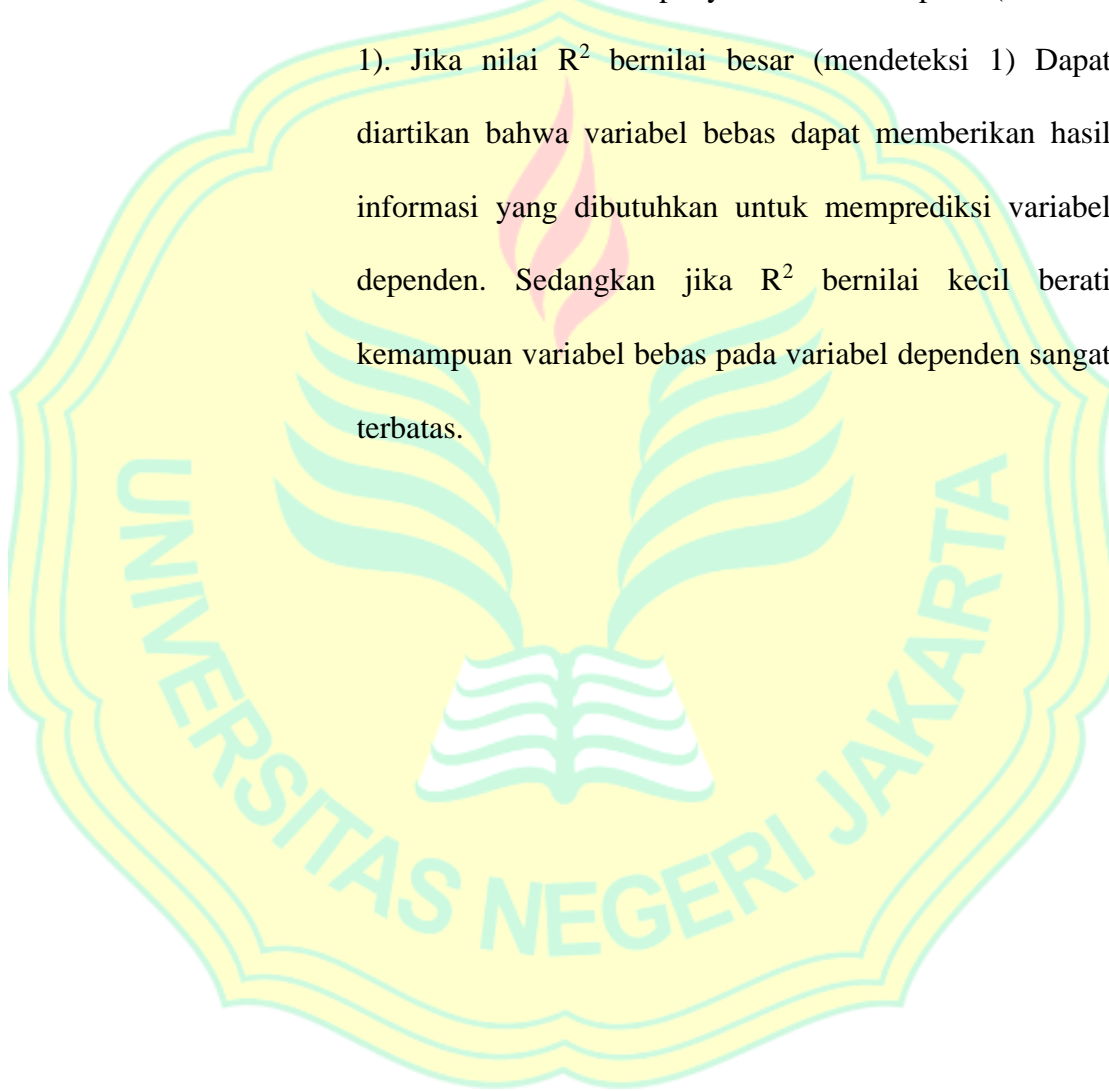 1). Jika nilai R² bernilai besar (mendeteksi 1) Dapat
diartikan bahwa variabel bebas dapat memberikan hasil
informasi yang dibutuhkan untuk memprediksi variabel
dependen. Sedangkan jika R² bernilai kecil berati
kemampuan variabel bebas pada variabel dependen sangat
terbatas.
UNIVERSITAS NEGERI JAKARTA